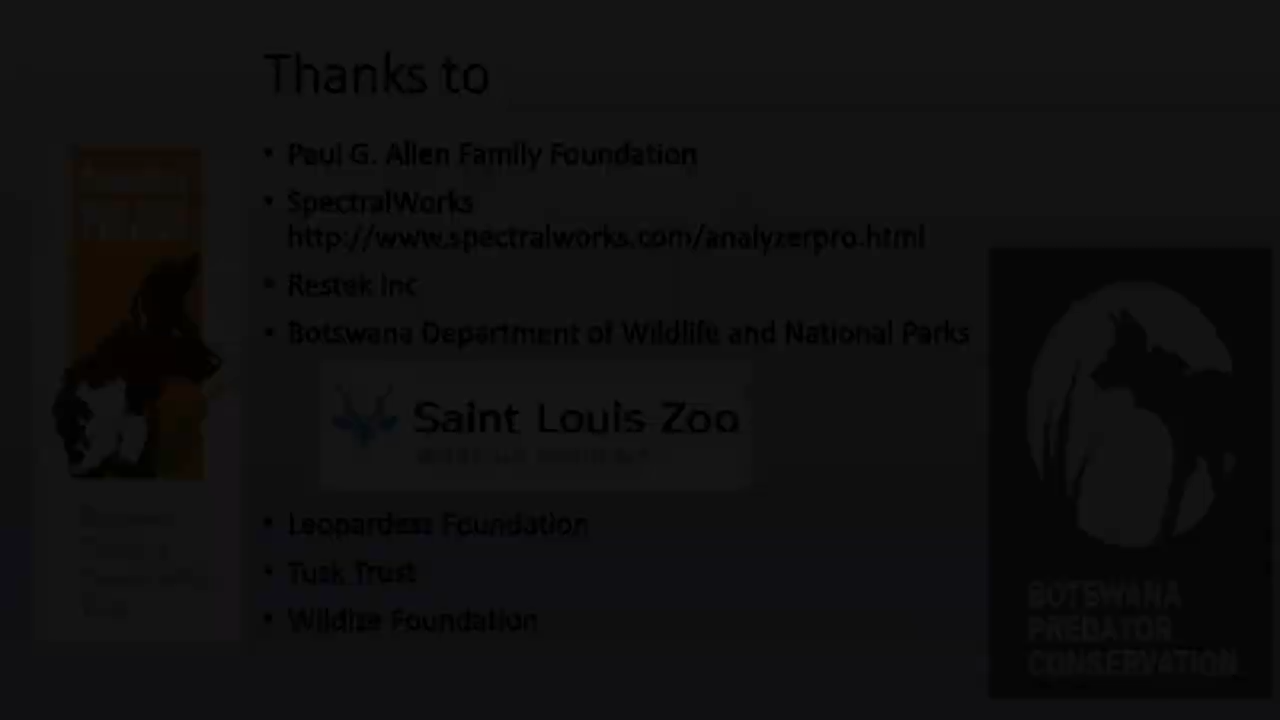 Thanks to
• Paul G. Allen Family Foundation
• SpectralWorks
http://www.spectralworks.com/analyzerpro.html
• Restek Inc
• Botswana Department of Wildlife and National Parks
Saint Louis Zoo
• Leopardess Foundation
• Tusk Trust
• Wildize Foundation
BOTSWANA
PREDATOR
CONSERVATION